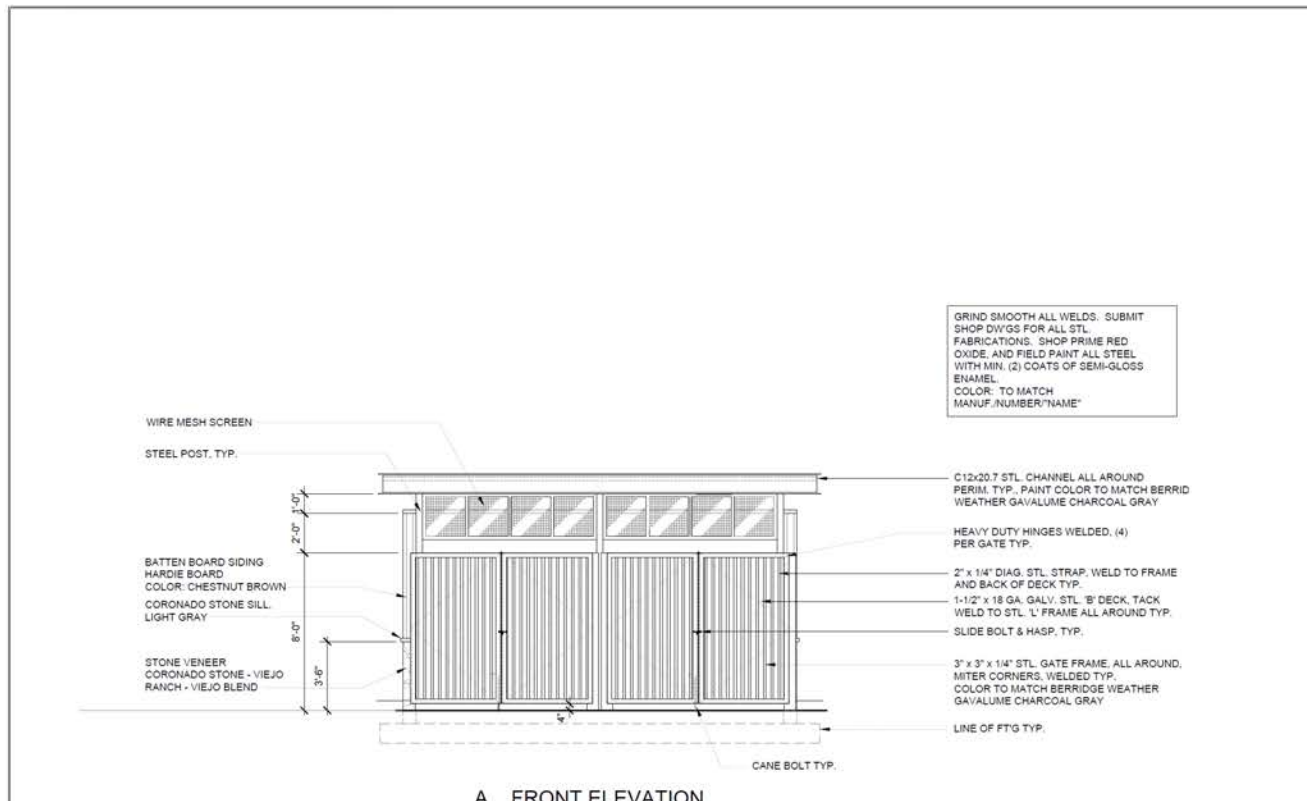 GRIND SMOOTH ALL WELDS. SUBMIT
SHOP DW'GS FOR ALL STL.
FABRICATIONS. SHOP PRIME RED
OXIDE, AND FIELD PAINT ALL STEEL
WITH MIN. (2) COATS OF SEMI-GLOSS
ENAMEL.
COLOR: TO MATCH
MANUF./NUMBER/"NAME"
WIRE MESH SCREEN
STEEL POST, TYP.
1'-0"
2'-0"
8'-0"
3'-6"
4"
BATTEN BOARD SIDING
HARDIE BOARD
COLOR: CHESTNUT BROWN
CORONADO STONE SILL.
LIGHT GRAY
STONE VENEER
CORONADO STONE - VIEJO
RANCH - VIEJO BLEND
C12x20.7 STL. CHANNEL ALL AROUND
PERIM. TYP., PAINT COLOR TO MATCH BERRID
WEATHER GAVALUME CHARCOAL GRAY
HEAVY DUTY HINGES WELDED, (4)
PER GATE TYP.
2" x 1/4" DIAG. STL. STRAP, WELD TO FRAME
AND BACK OF DECK TYP.
1-1/2" x 18 GA. GALV. STL. 'B' DECK, TACK
WELD TO STL. 'L' FRAME ALL AROUND TYP.
SLIDE BOLT & HASP, TYP.
3" x 3" x 1/4" STL. GATE FRAME, ALL AROUND,
MITER CORNERS, WELDED TYP.
COLOR TO MATCH BERRIDGE WEATHER
GAVALUME CHARCOAL GRAY
LINE OF FT'G TYP.
CANE BOLT TYP.
A FRONT ELEVATION